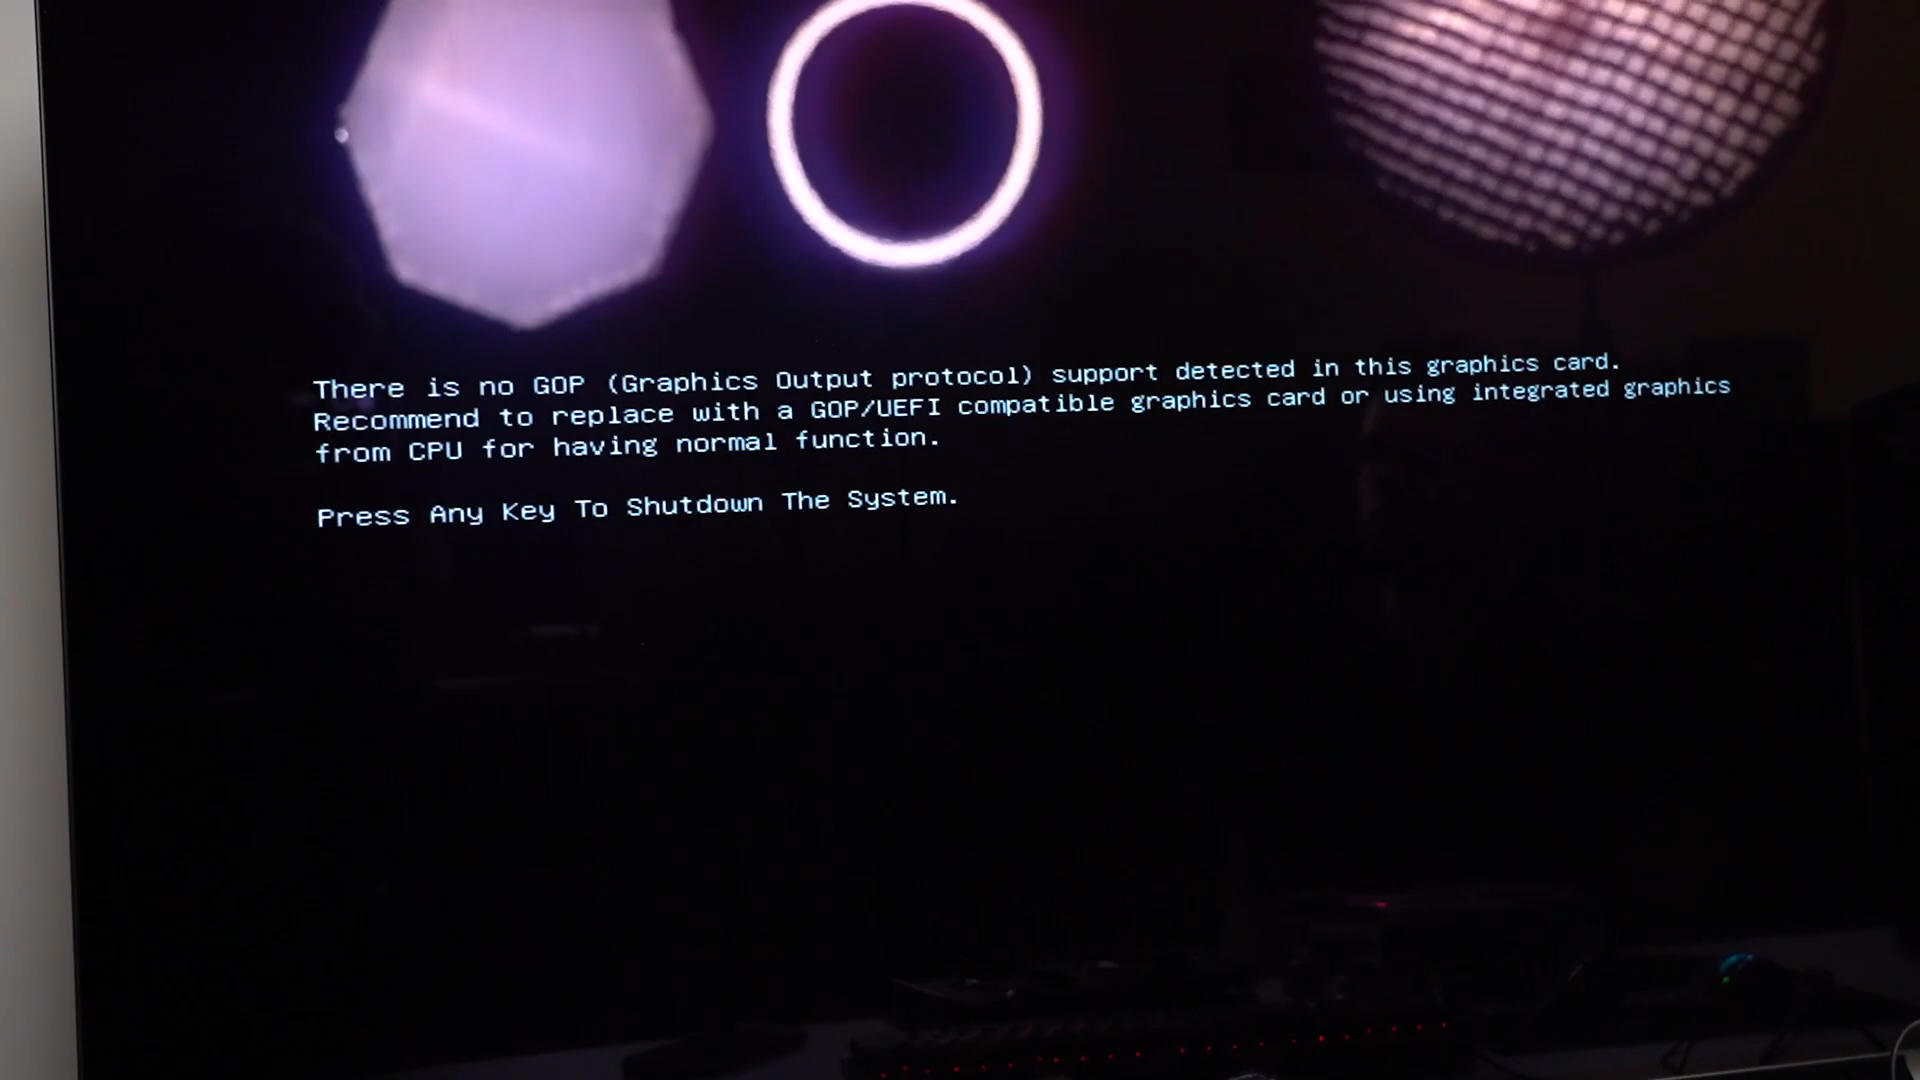 There is no GOP (Graphics Output protocol) support detected in this graphics card.
Recommend to replace with a GOP/UEFI compatible graphics card or using integrated graphics
from CPU for having normal function.
Press Any Key To Shutdown The System.